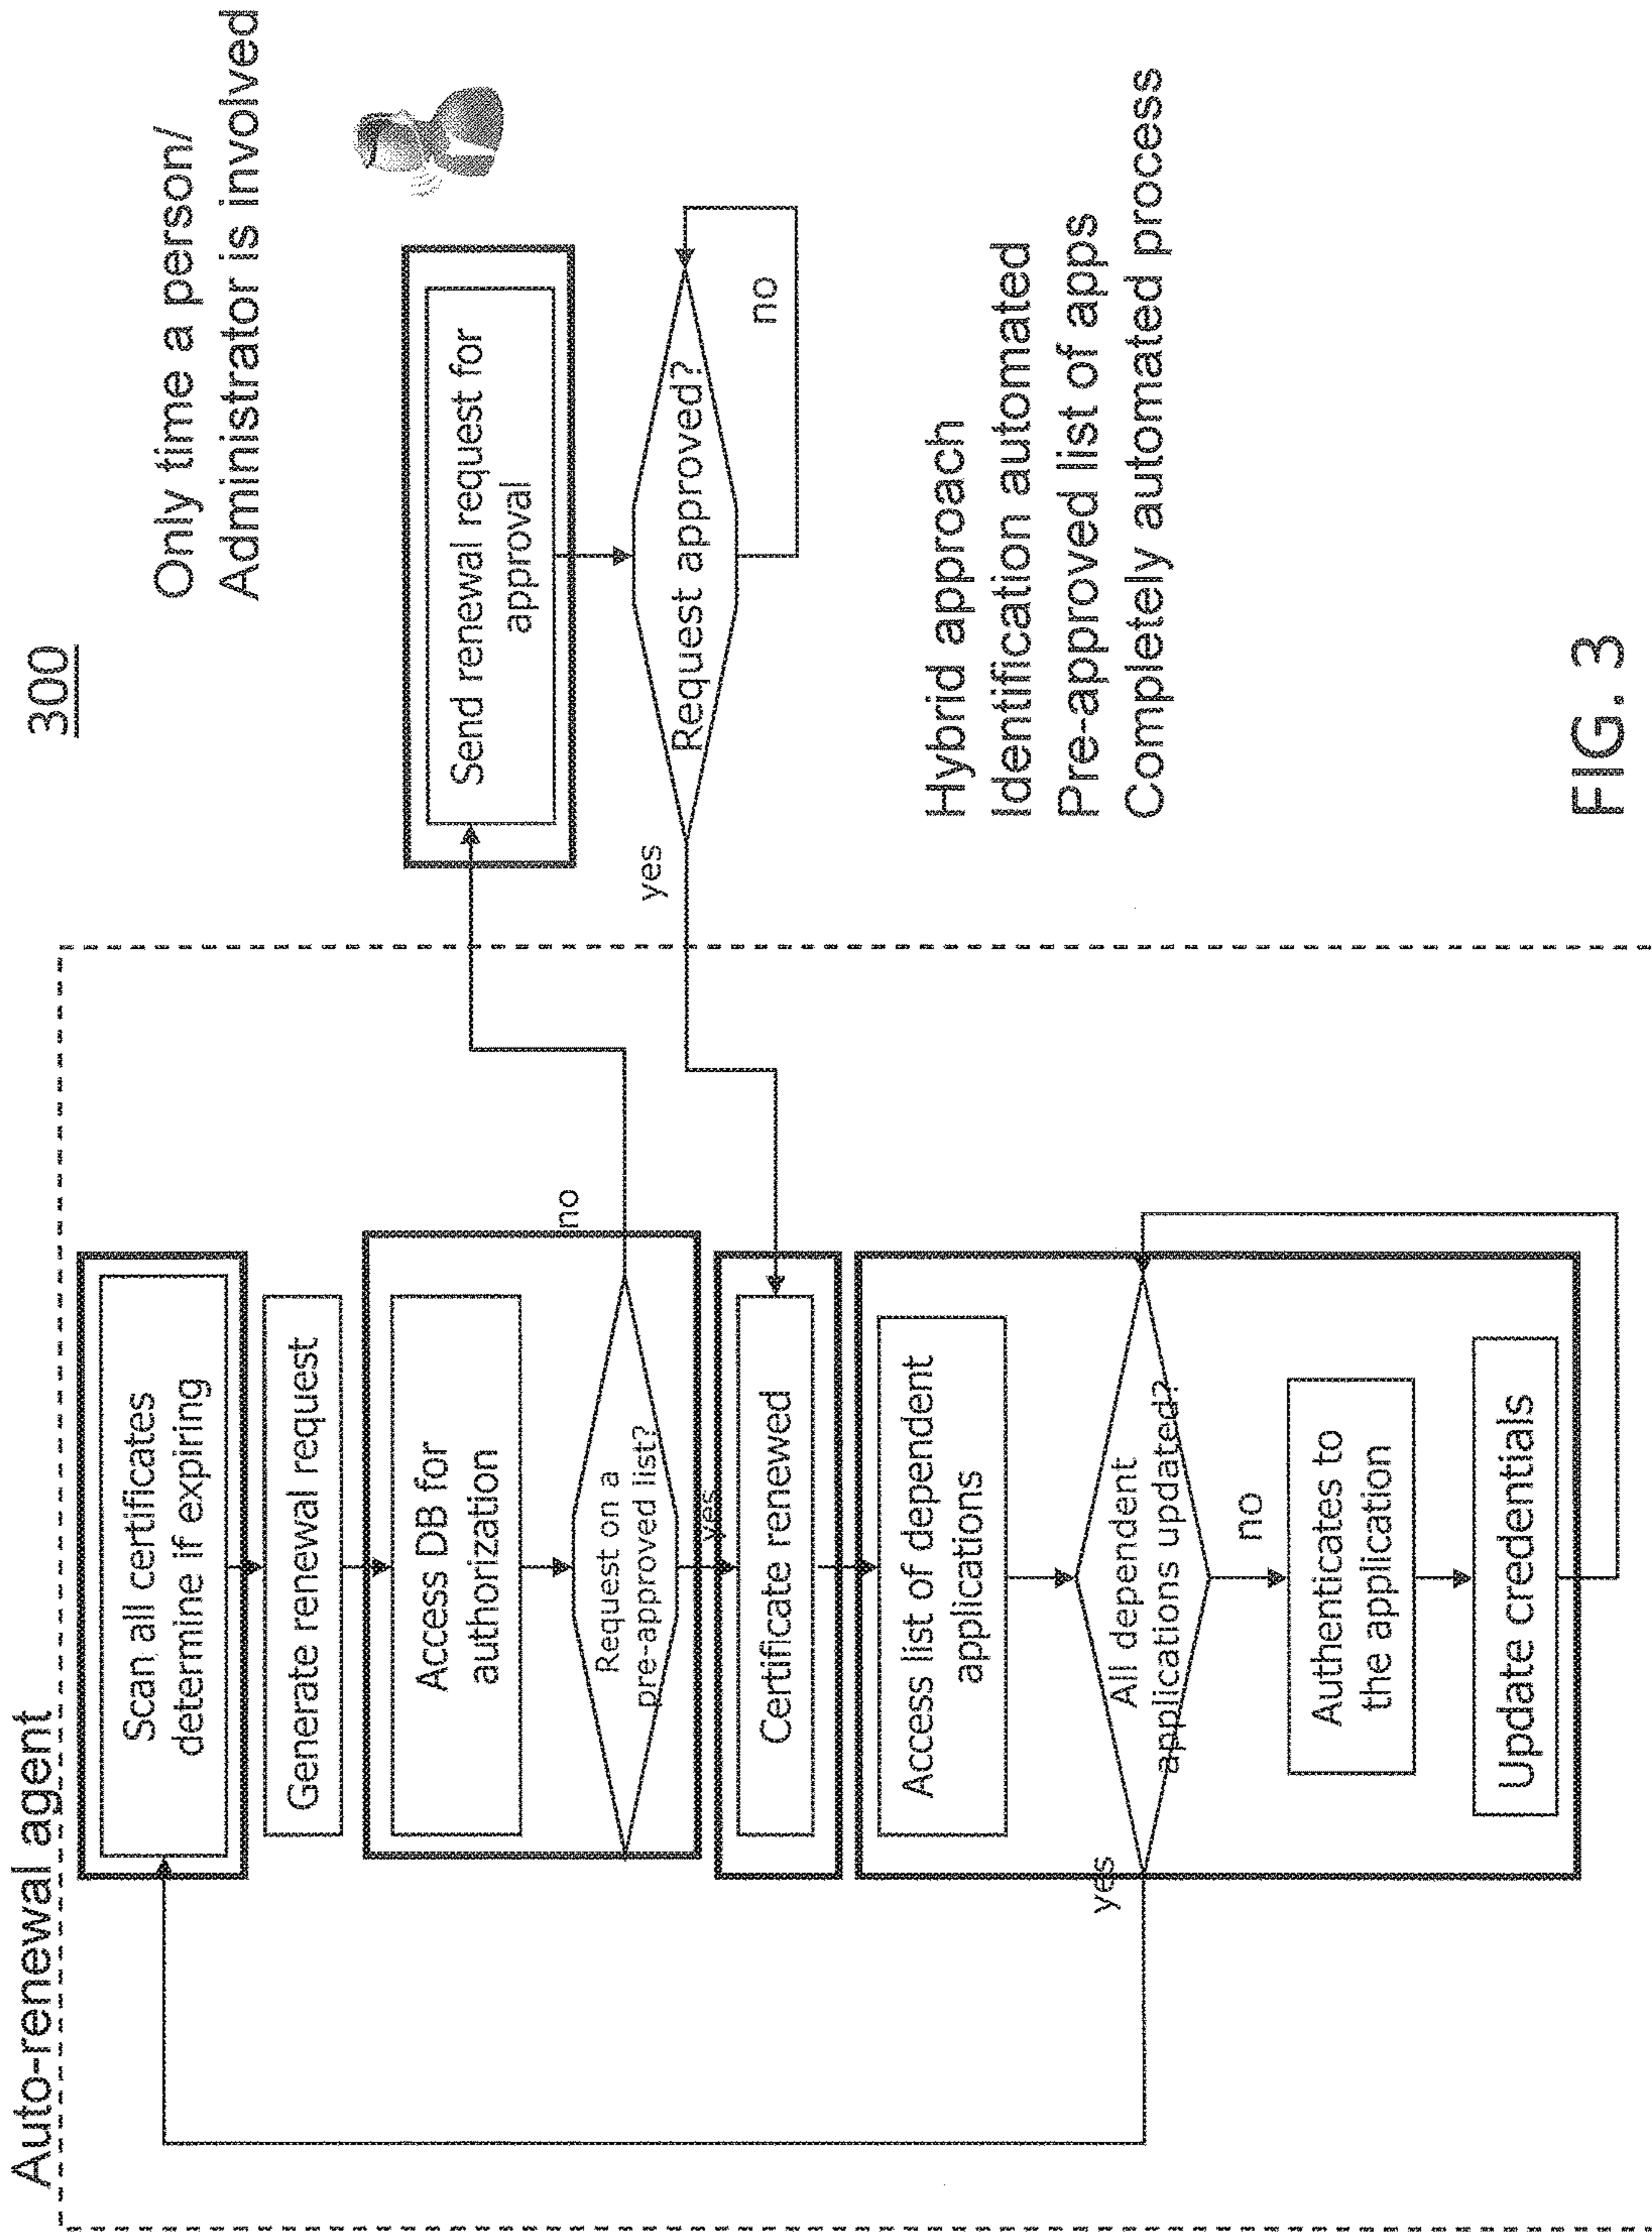 300
Auto-renewal agent
Only time a person/
Administrator is involved
Scan all certificates
determine if expiring
Generate renewal request
Access DB for
authorization
Request on a
pre-approved list?
no
yes
Send renewal request for
approval
Request approved?
no
yes
Certificate renewed
Access list of dependent
applications
All dependent
applications updated?
yes
no
Authenticates to
the application
Update credentials
Hybrid approach
Identification automated
Pre-approved list of apps
Completely automated process
FIG. 3